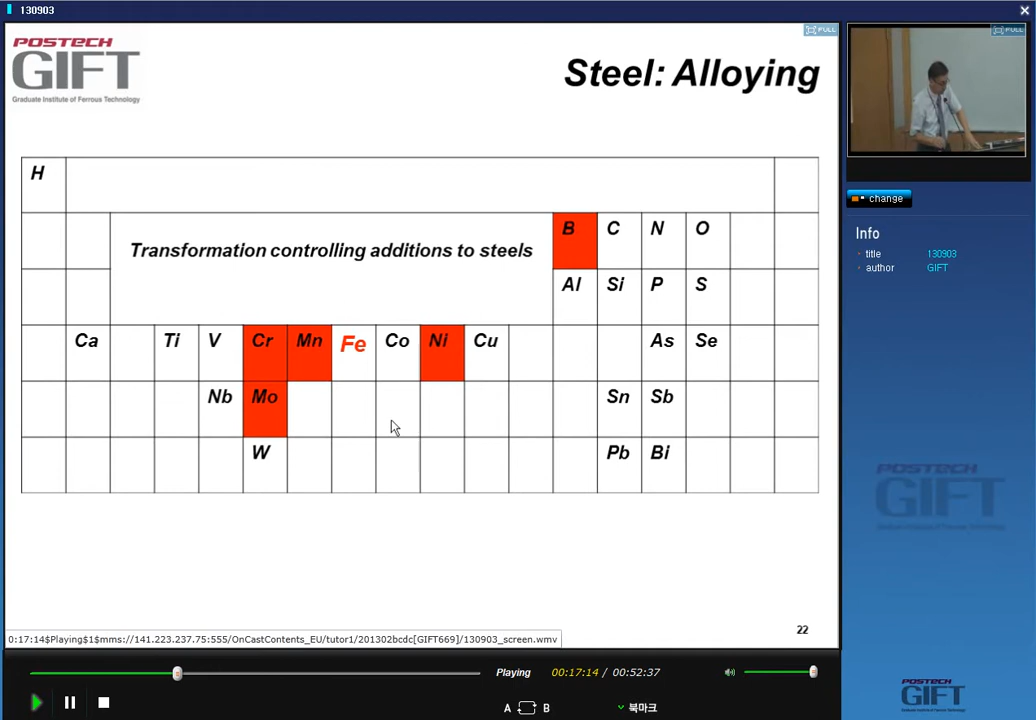 130903
POSTECH
GIFT
Graduate Institute of Ferrous Technology
Steel: Alloying
FULL
FULL
H
Transformation controlling additions to steels
B C N O
Al Si P S
Ca Ti V Cr Mn Fe Co Ni Cu As Se
Nb Mo Sn Sb
W Pb Bi
22
0:17:14$Playing$1$mms://141.223.237.75:555/OnCastContents_EU/tutor1/201302bcdc[GIFT669]/130903_screen.wmv
change
Info
title 130903
author GIFT
POSTECH
GIFT
Playing 00:17:14 / 00:52:37
A B 북마크
POSTECH
GIFT